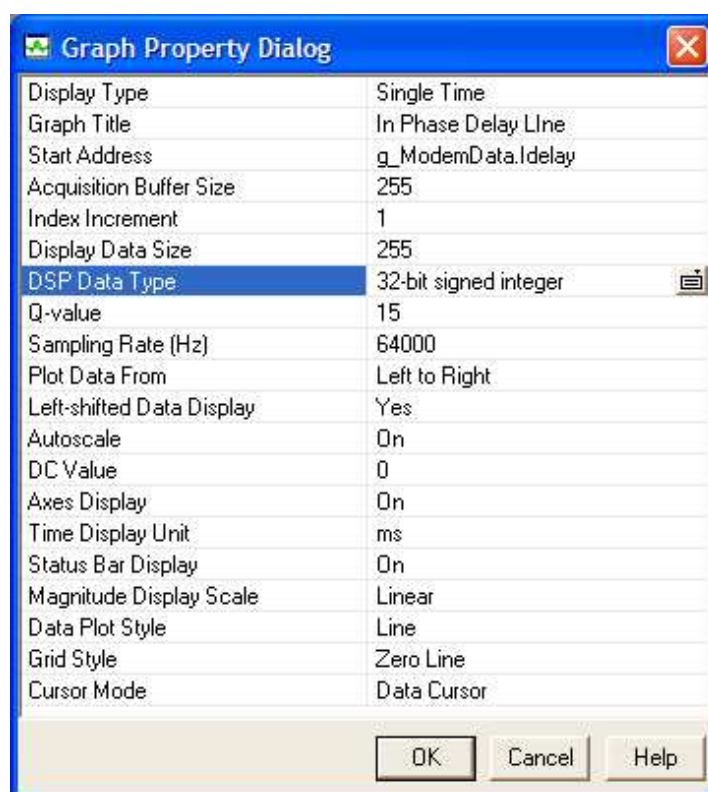 Graph Property Dialog
Display Type Single Time
Graph Title In Phase Delay LIne
Start Address g_ModemData.Idelay
Acquisition Buffer Size 255
Index Increment 1
Display Data Size 255
DSP Data Type 32-bit signed integer
Q-value 15
Sampling Rate (Hz) 64000
Plot Data From Left to Right
Left-shifted Data Display Yes
Autoscale On
DC Value 0
Axes Display On
Time Display Unit ms
Status Bar Display On
Magnitude Display Scale Linear
Data Plot Style Line
Grid Style Zero Line
Cursor Mode Data Cursor
OK Cancel Help